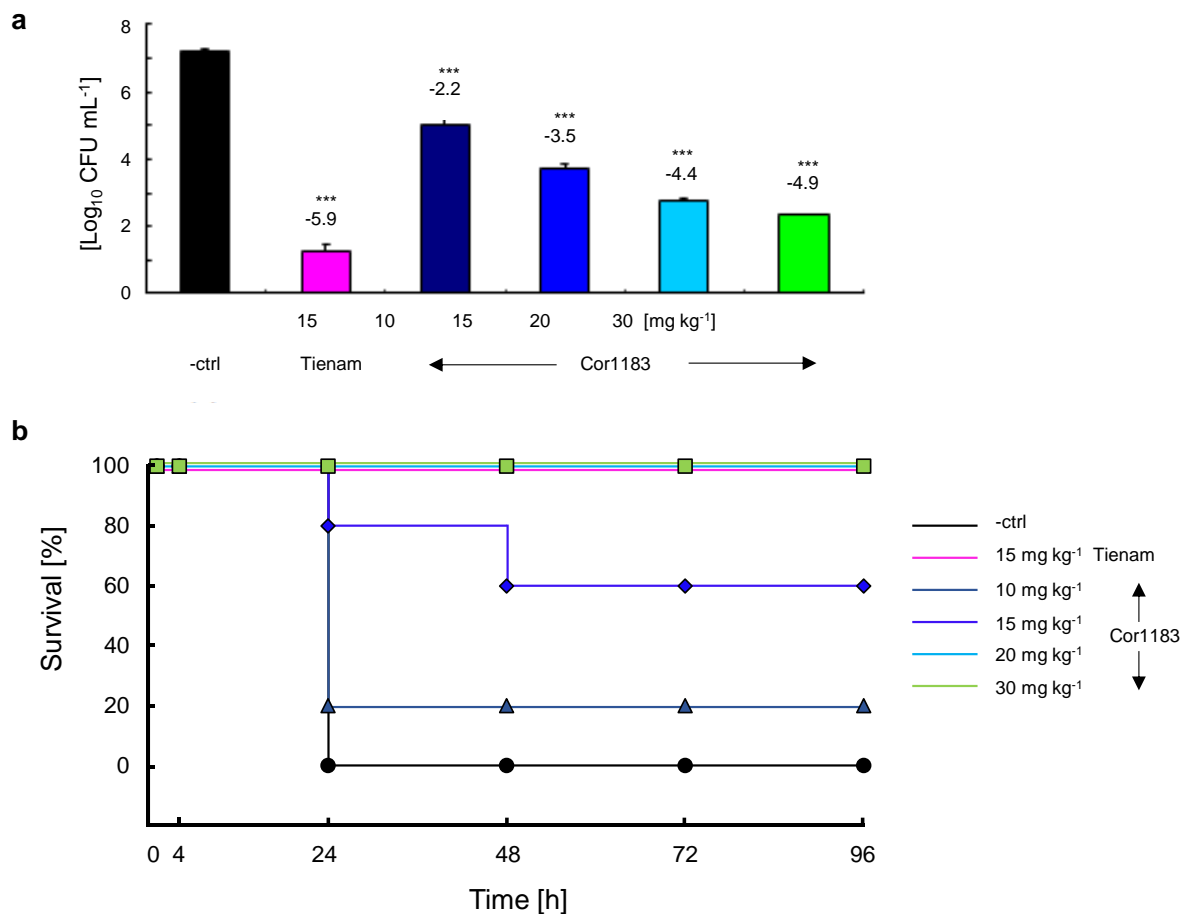 a
[Log₁₀ CFU mL⁻¹]
8
6
4
2
0
***
-5.9
***
-2.2
***
-3.5
***
-4.4
***
-4.9
15 10 15 20 30 [mg kg⁻¹]
-ctrl Tienam Cor1183
b
Survival [%]
100
80
60
40
20
0
0 4 24 48 72 96
Time [h]
-ctrl
15 mg kg⁻¹ Tienam
10 mg kg⁻¹
15 mg kg⁻¹
Cor1183
20 mg kg⁻¹
30 mg kg⁻¹